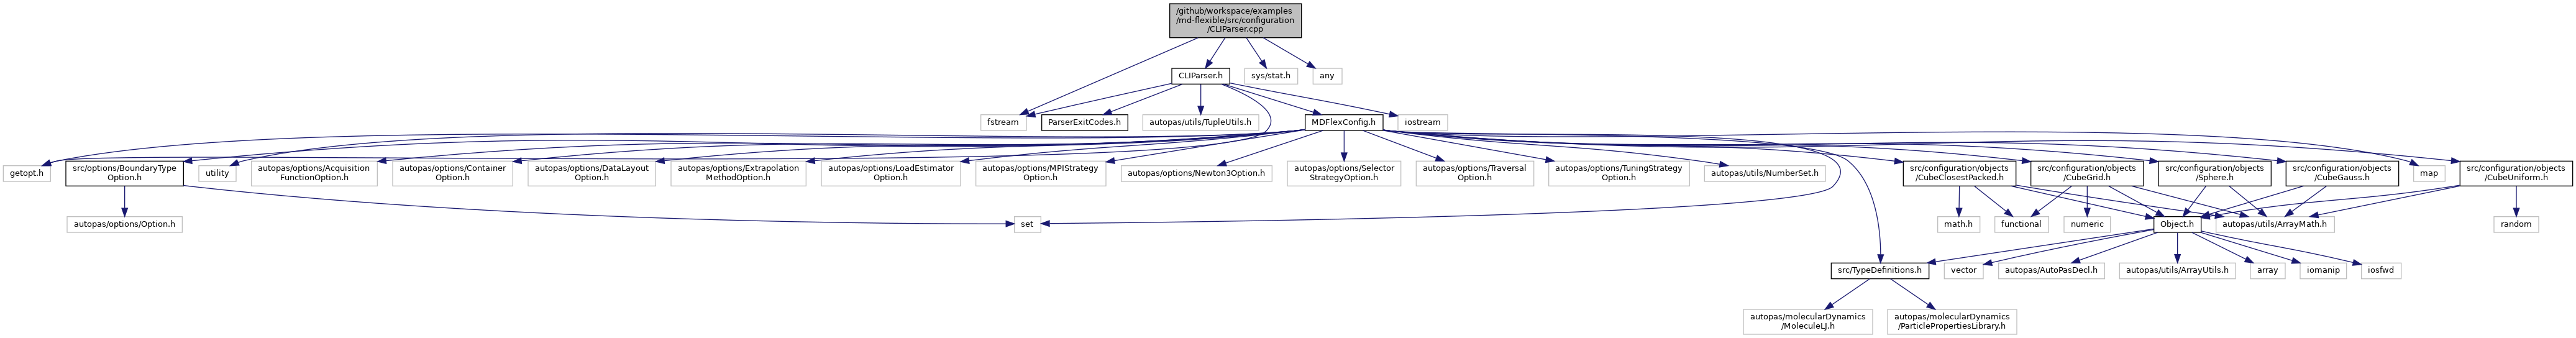 /github/workspace/examples
/md-flexible/src/configuration
/CLIParser.cpp
CLIParser.h
sys/stat.h
any
fstream
ParserExitCodes.h
autopas/utils/TupleUtils.h
MDFlexConfig.h
iostream
getopt.h
src/options/BoundaryType
Option.h
utility
autopas/options/Acquisition
FunctionOption.h
autopas/options/Container
Option.h
autopas/options/DataLayout
Option.h
autopas/options/Extrapolation
MethodOption.h
autopas/options/LoadEstimator
Option.h
autopas/options/MPIStrategy
Option.h
autopas/options/Newton3Option.h
autopas/options/Selector
StrategyOption.h
autopas/options/Traversal
Option.h
autopas/options/TuningStrategy
Option.h
autopas/utils/NumberSet.h
src/configuration/objects
/CubeClosestPacked.h
src/configuration/objects
/CubeGrid.h
src/configuration/objects
/Sphere.h
src/configuration/objects
/CubeGauss.h
map
src/configuration/objects
/CubeUniform.h
autopas/options/Option.h
set
math.h
functional
numeric
Object.h
autopas/utils/ArrayMath.h
random
src/TypeDefinitions.h
vector
autopas/AutoPasDecl.h
autopas/utils/ArrayUtils.h
array
iomanip
iosfwd
autopas/molecularDynamics
/MoleculeLJ.h
autopas/molecularDynamics
/ParticlePropertiesLibrary.h